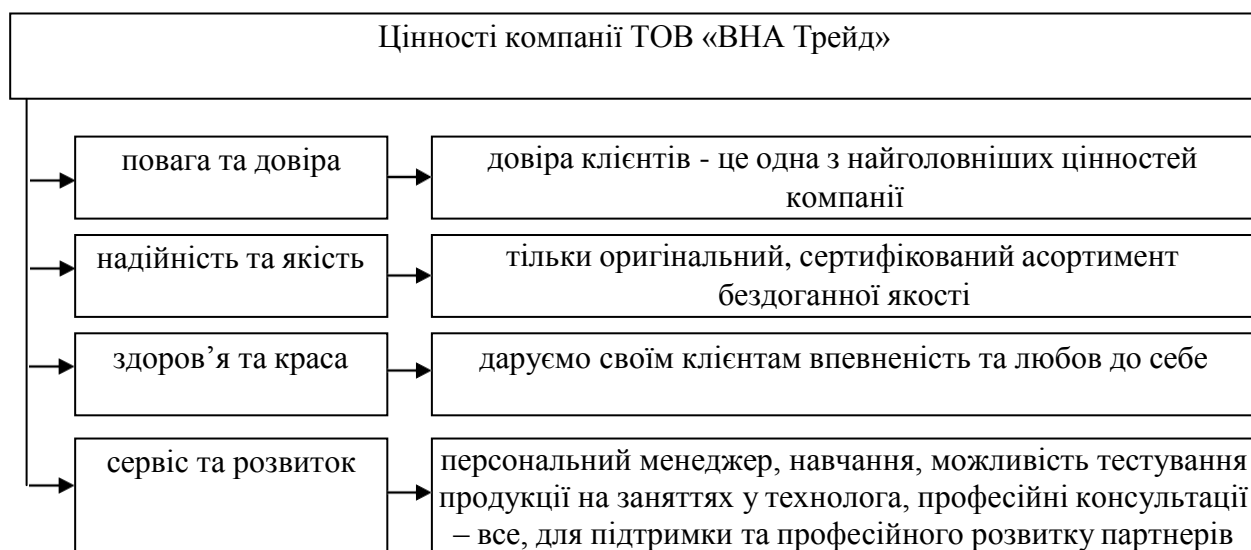 Цінності компанії ТОВ «ВНА Трейд»
повага та довіра
довіра клієнтів - це одна з найголовніших цінностей
компанії
надійність та якість
тільки оригінальний, сертифікований асортимент
бездоганної якості
здоров’я та краса
даруємо своїм клієнтам впевненість та любов до себе
сервіс та розвиток
персональний менеджер, навчання, можливість тестування
продукції на заняттях у технолога, професійні консультації
– все, для підтримки та професійного розвитку партнерів